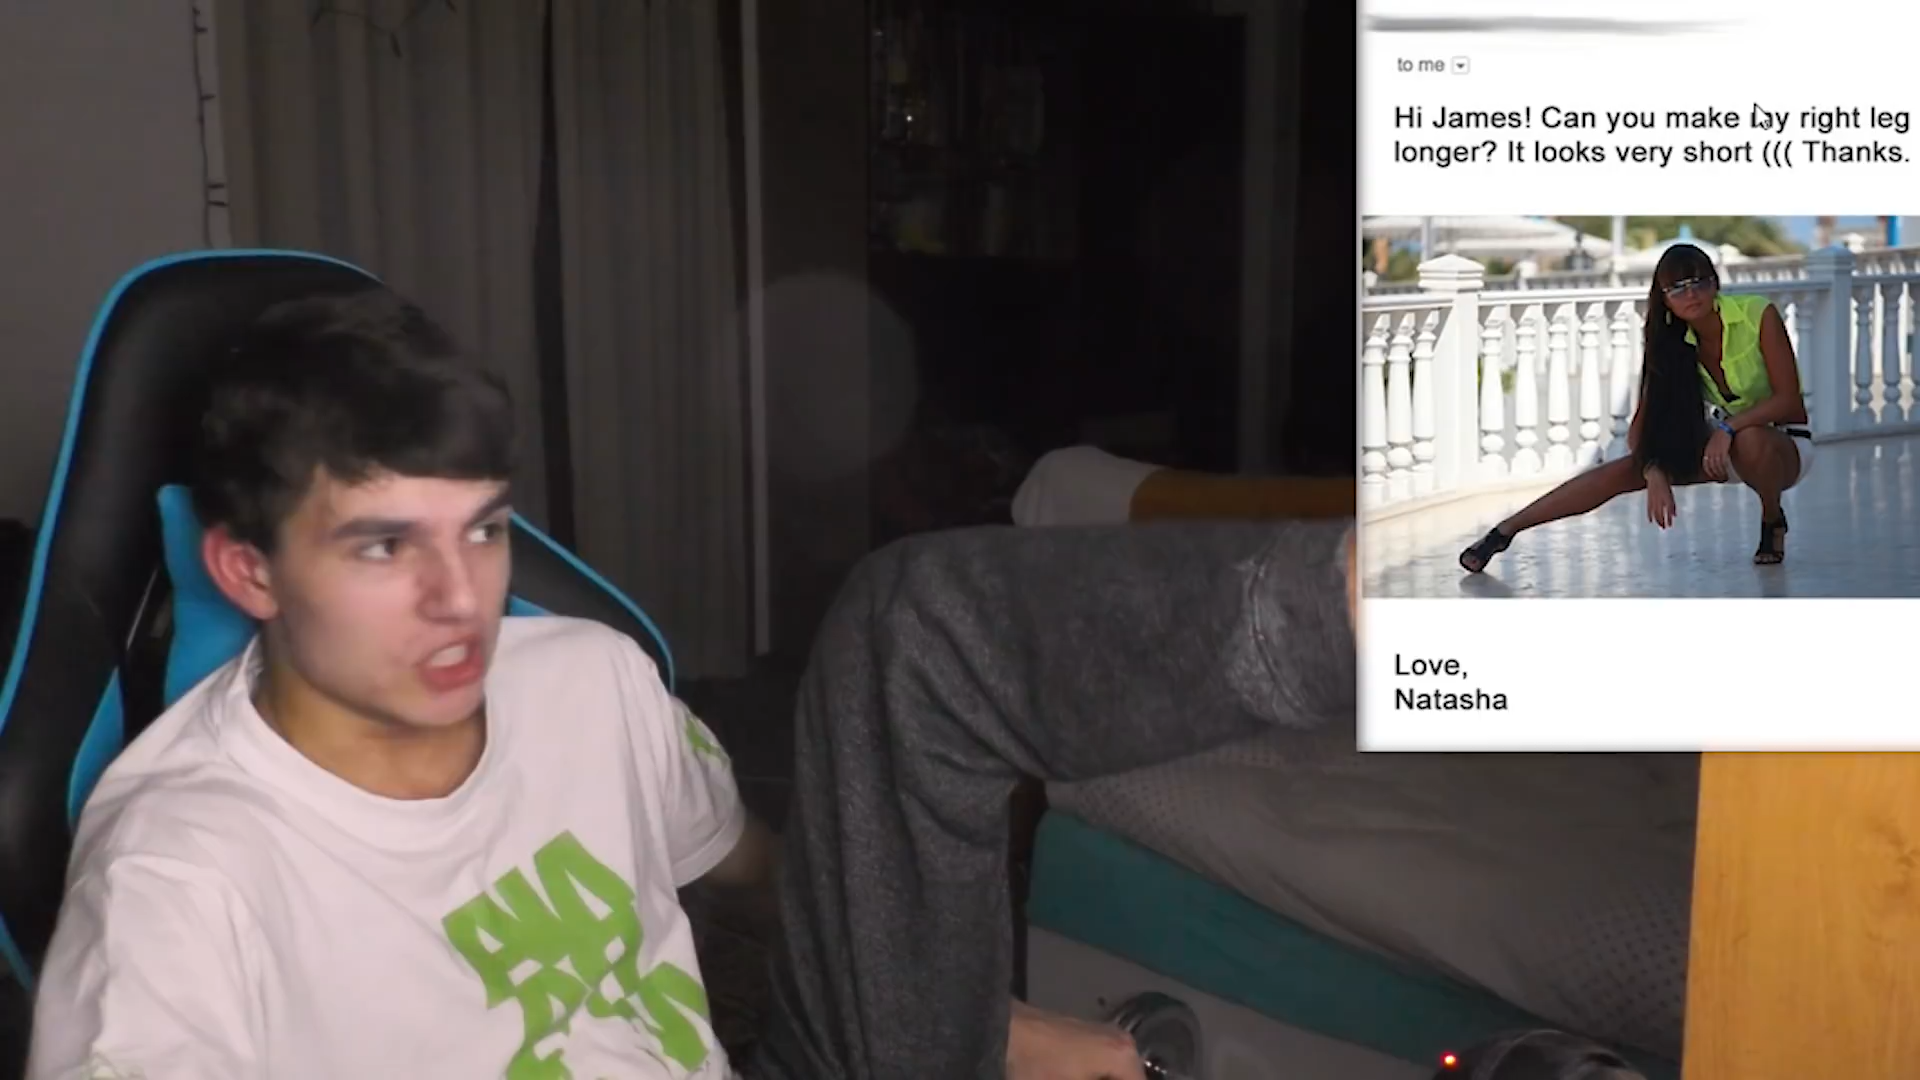 to me
Hi James! Can you make my right leg
longer? It looks very short ((( Thanks.
Love,
Natasha